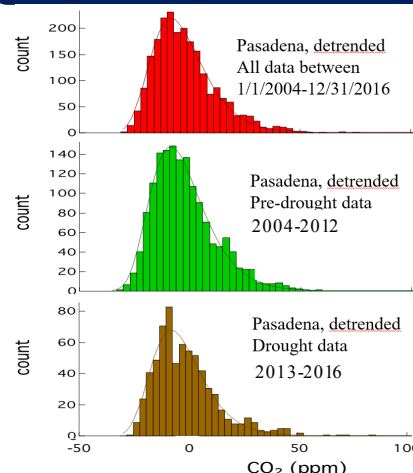 200
150
100
50
0
count
Pasadena, detrended
All data between
1/1/2004-12/31/2016
140
120
100
80
60
40
20
0
count
Pasadena, detrended
Pre-drought data
2004-2012
80
60
40
20
0
count
Pasadena, detrended
Drought data
2013-2016
-50
0
50
100
CO₂ (ppm)